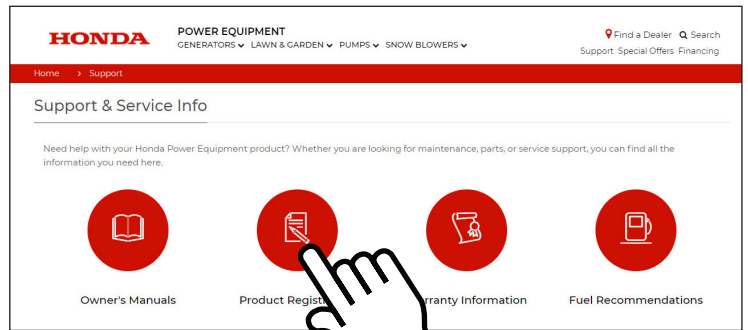 HONDA
POWER EQUIPMENT
GENERATORS LAWN & GARDEN PUMPS SNOW BLOWERS
Find a Dealer Search
Support Special Offers Financing
Home > Support
Support & Service Info
Need help with your Honda Power Equipment product? Whether you are looking for maintenance, parts, or service support, you can find all the
information you need here.
Owner's Manuals
Product
Information
Fuel Recommendations